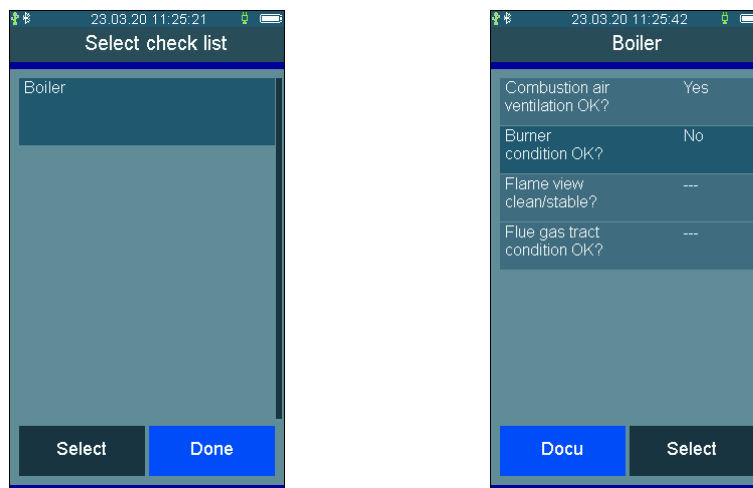 23.03.20 11:25:21
Select check list
Boiler
Select Done
23.03.20 11:25:42
Boiler
Combustion air
ventilation OK? Yes
Burner
condition OK? No
Flame view
clean/stable? ---
Flue gas tract
condition OK? ---
Docu Select